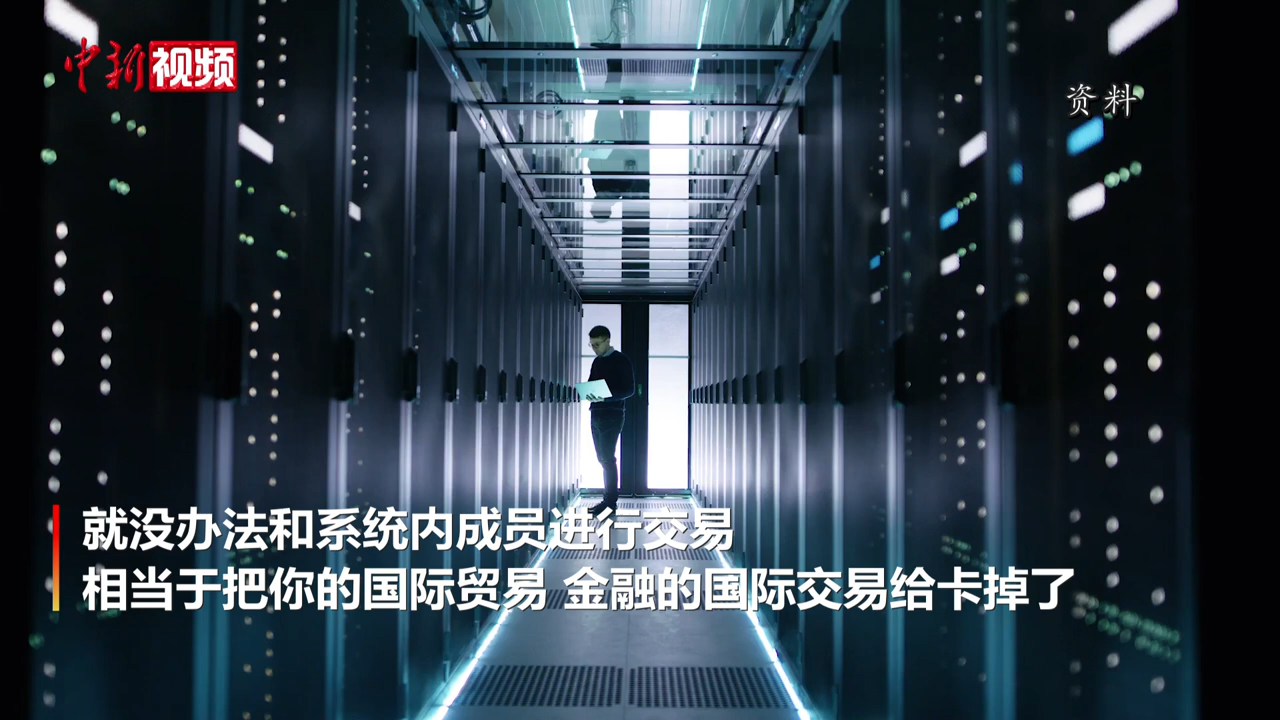 中新视频
资料
就没办法和系统内成员进行交易
相当于把你的国际贸易 金融的国际交易给卡掉了